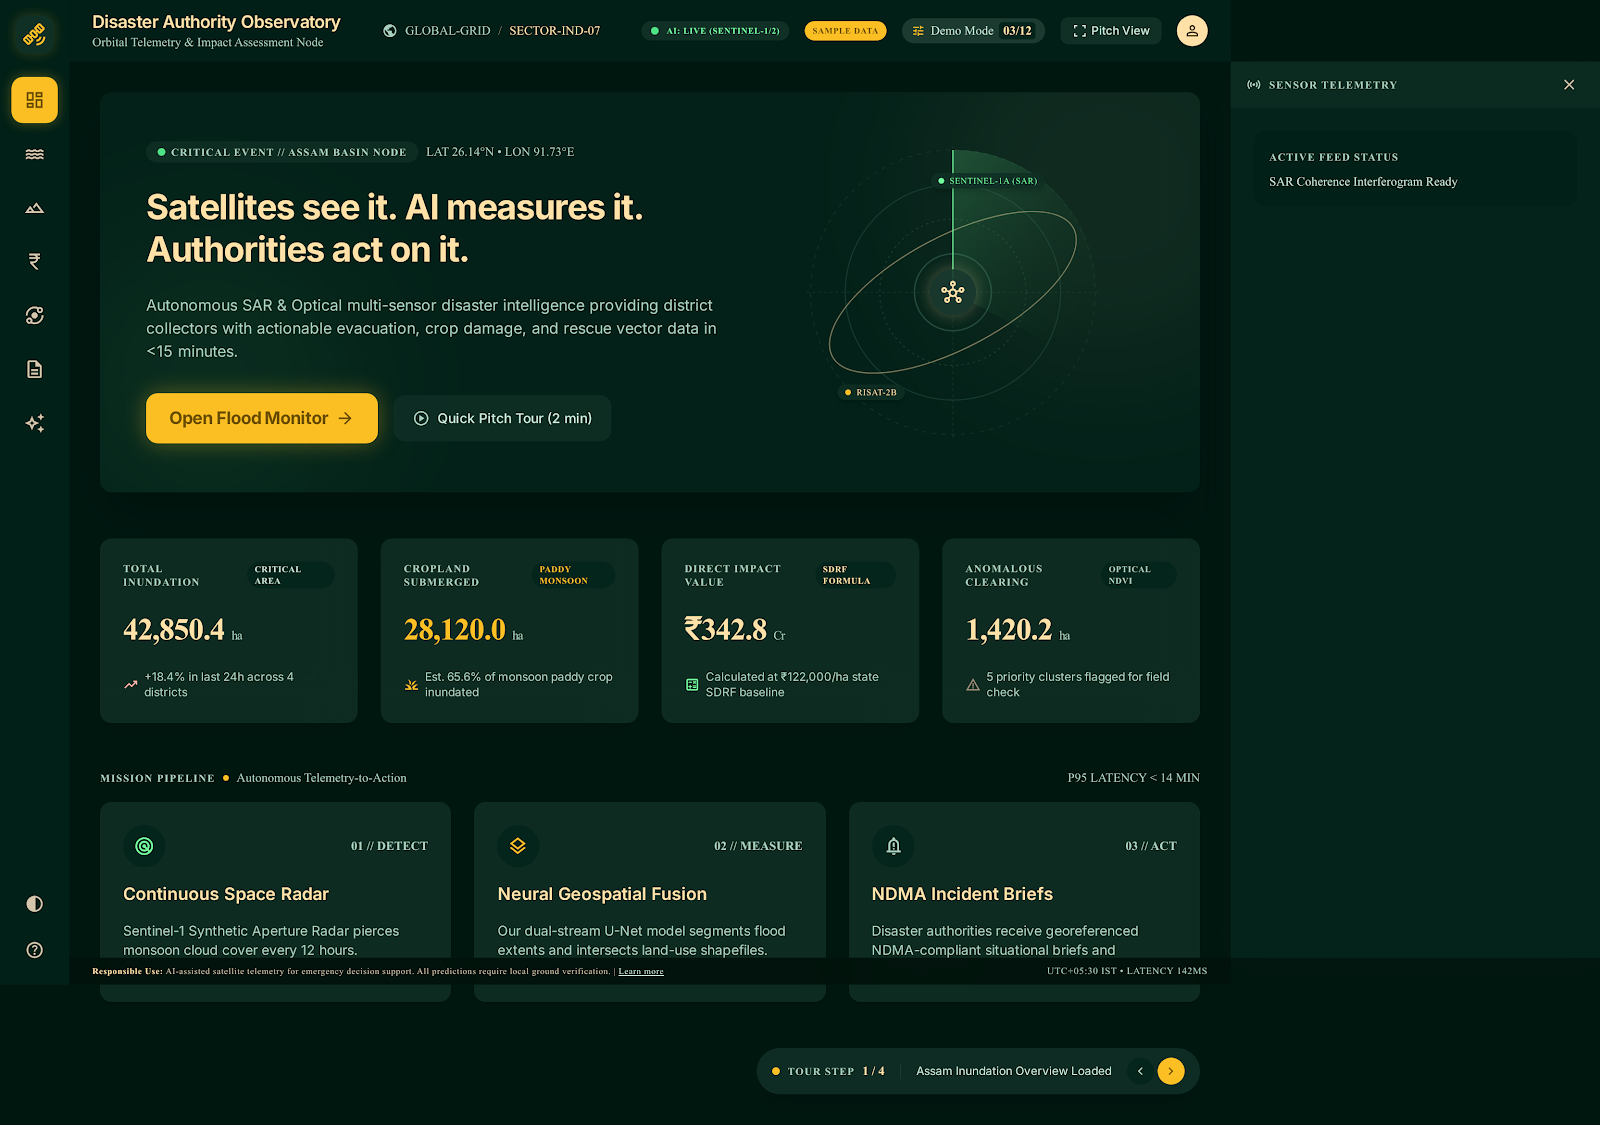 Disaster Authority Observatory
Orbital Telemetry & Impact Assessment Node
GLOBAL-GRID / SECTOR-IND-07
AI: LIVE (SENTINEL-1/2)
SAMPLE DATA
Demo Mode 03/12
Pitch View
SENSOR TELEMETRY
ACTIVE FEED STATUS
SAR Coherence Interferogram Ready
CRITICAL EVENT // ASSAM BASIN NODE
LAT 26.14°N • LON 91.73°E
Satellites see it. AI measures it.
Authorities act on it.
Autonomous SAR & Optical multi-sensor disaster intelligence providing district
collectors with actionable evacuation, crop damage, and rescue vector data in
<15 minutes.
Open Flood Monitor →
Quick Pitch Tour (2 min)
SENTINEL-1A (SAR)
RISAT-2B
TOTAL
INUNDATION
CRITICAL
AREA
42,850.4 ha
+18.4% in last 24h across 4
districts
CROPLAND
SUBMERGED
PADDY
MONSOON
28,120.0 ha
Est. 65.6% of monsoon paddy crop
inundated
DIRECT IMPACT
VALUE
SDRF
FORMULA
₹342.8 Cr
Calculated at ₹122,000/ha state
SDRF baseline
ANOMALOUS
CLEARING
OPTICAL
NDVI
1,420.2 ha
5 priority clusters flagged for field
check
MISSION PIPELINE • Autonomous Telemetry-to-Action
P95 LATENCY < 14 MIN
01 // DETECT
Continuous Space Radar
Sentinel-1 Synthetic Aperture Radar pierces
monsoon cloud cover every 12 hours.
02 // MEASURE
Neural Geospatial Fusion
Our dual-stream U-Net model segments flood
extents and intersects land-use shapefiles.
03 // ACT
NDMA Incident Briefs
Disaster authorities receive georeferenced
NDMA-compliant situational briefs and
Responsible Use: AI-assisted satellite telemetry for emergency decision support. All predictions require local ground verification. | Learn more
UTC+05:30 IST • LATENCY 142MS
TOUR STEP 1 / 4
Assam Inundation Overview Loaded